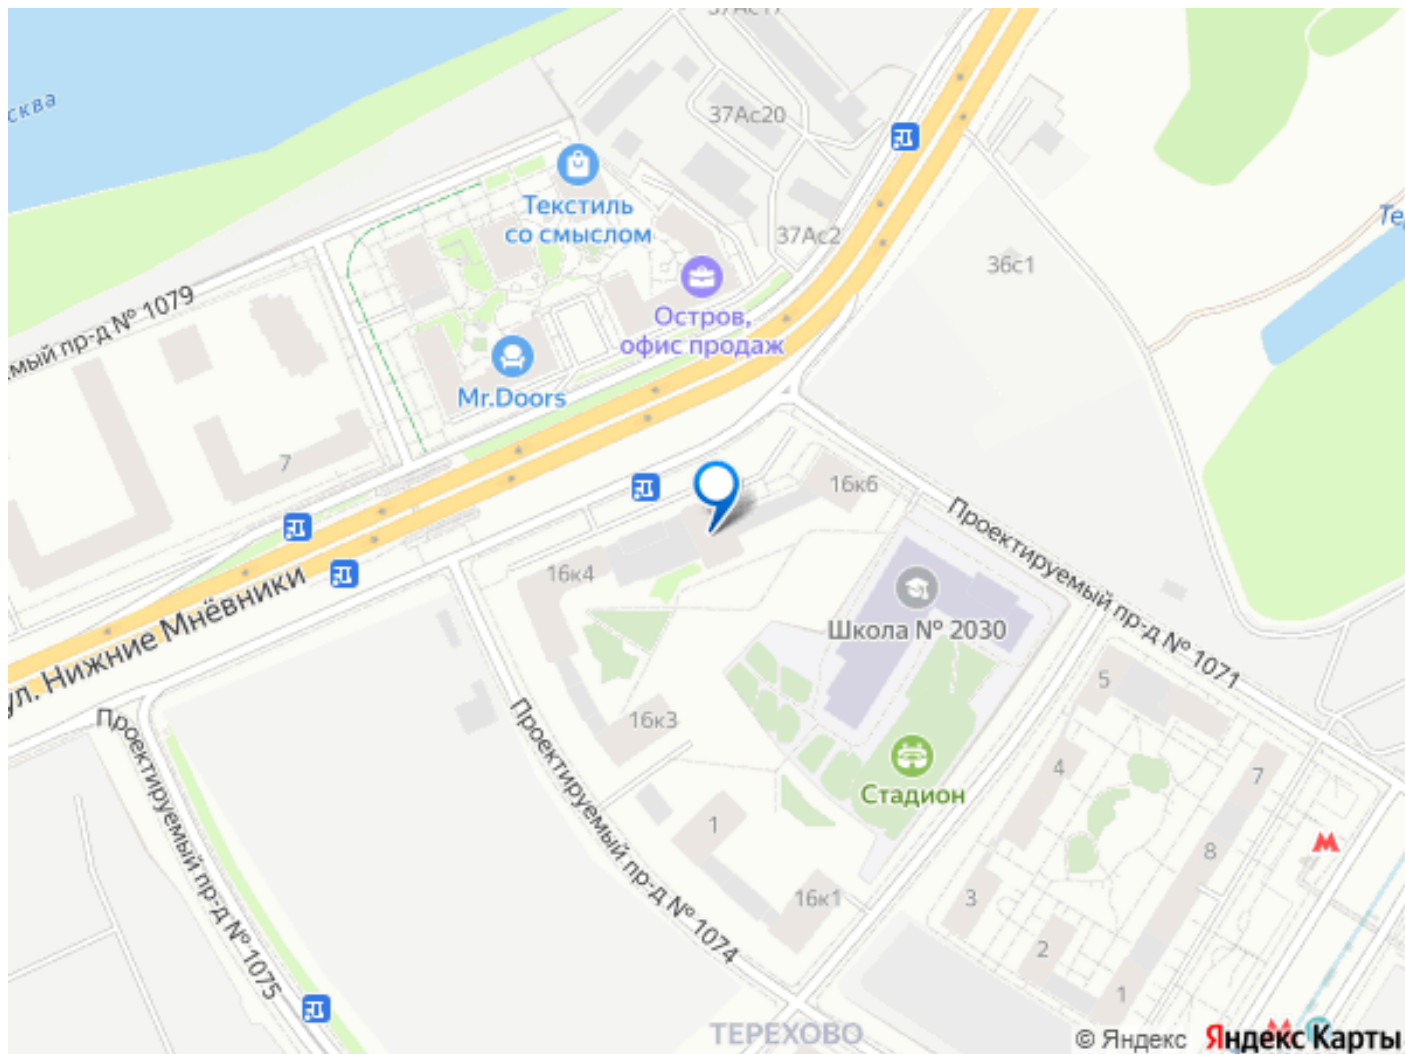 37Ас17
сква
37Ас20
Текстиль
со смыслом
37Ас2
36с1
Те
мый пр-д № 1079
Остров,
офис продаж
Mr.Doors
7
16к6
Проектируемый пр-д № 1071
16к4
ул. Нижние Мнёвники
Школа № 2030
5
16к3
Проектируемый пр-д № 1075
Проектируемый пр-д № 1074
4
7
Стадион
1
8
16к1
3
2
1
ТЕРЕХОВО
© Яндекс Яндекс Карты